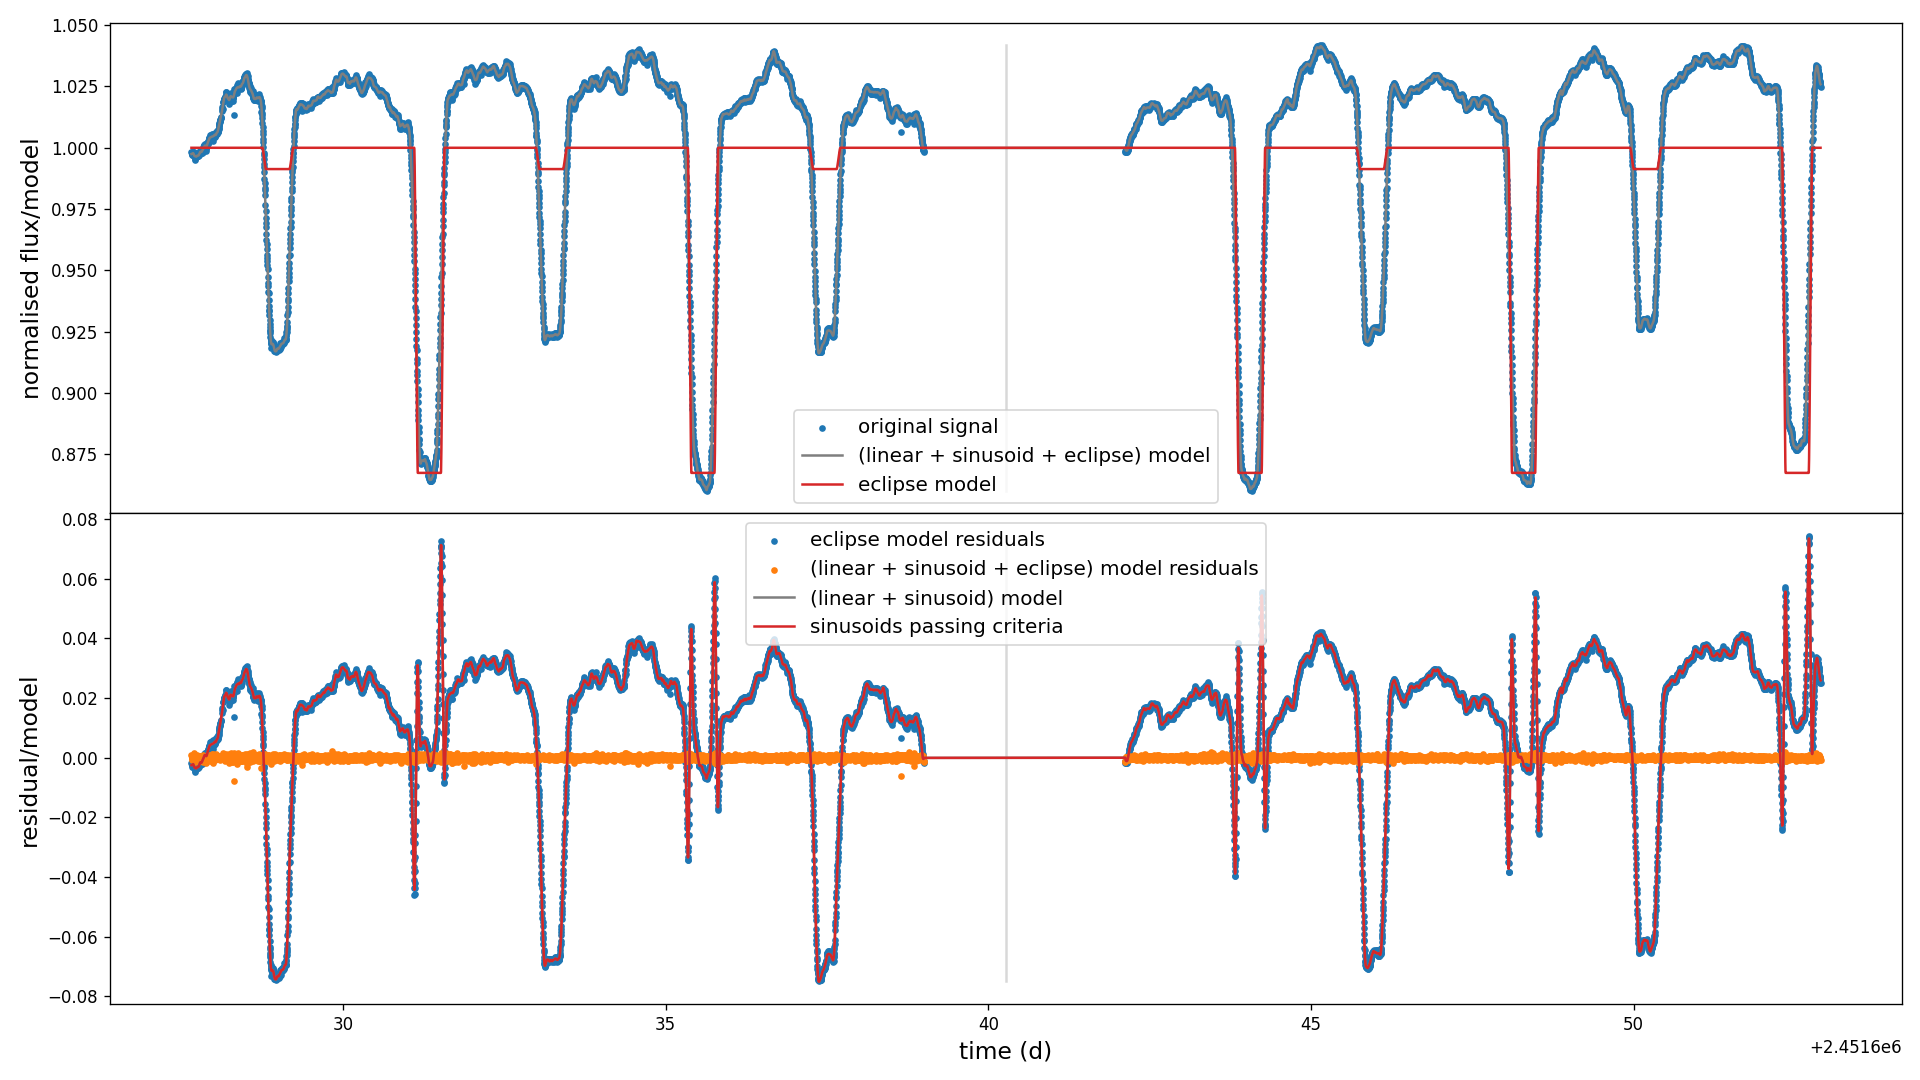 normalised flux/model
1.050
1.025
1.000
0.975
0.950
0.925
0.900
0.875
original signal
(linear + sinusoid + eclipse) model
eclipse model
residual/model
0.08
0.06
0.04
0.02
0.00
−0.02
−0.04
−0.06
−0.08
eclipse model residuals
(linear + sinusoid + eclipse) model residuals
(linear + sinusoid) model
sinusoids passing criteria
30
35
40
45
50
time (d)
+2.4516e6